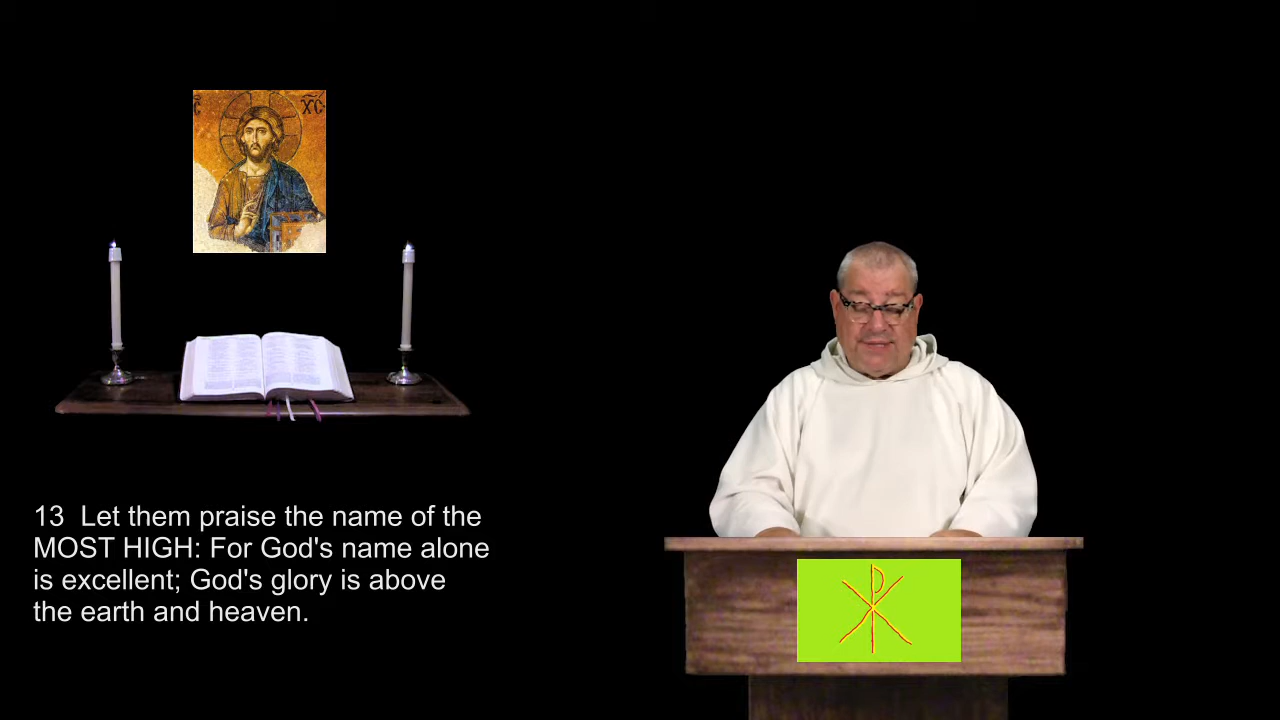 XC
13 Let them praise the name of the
MOST HIGH: For God's name alone
is excellent; God's glory is above
the earth and heaven.